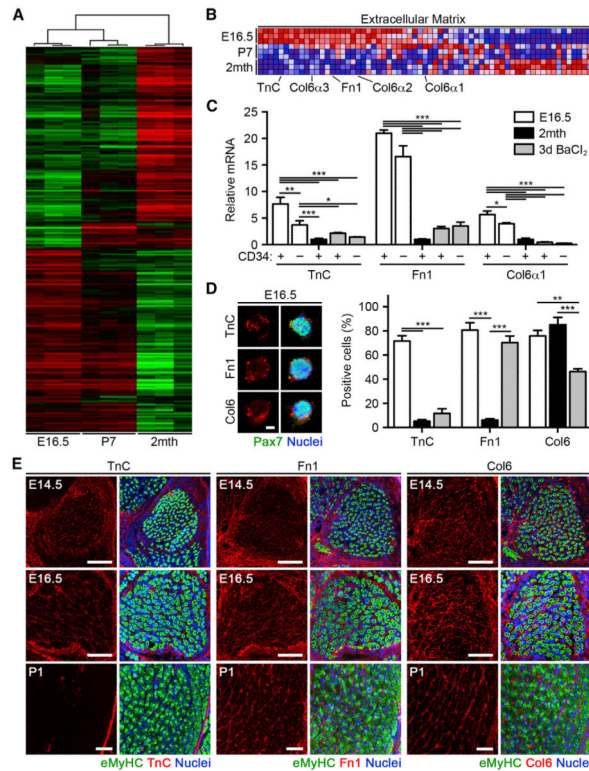 A
E16.5 P7 2mth
B
Extracellular Matrix
E16.5
P7
2mth
TnC Col6α3 Fn1 Col6α2 Col6α1
C
Relative mRNA
25
20
15
10
5
0
***
**
***
*
***
***
*
E16.5
2mth
3d BaCl₂
CD34: + − + + − + − + + − + − + + −
TnC Fn1 Col6α1
D
E16.5
TnC
Fn1
Col6
Pax7 Nuclei
Positive cells (%)
100
80
60
40
20
0
***
***
***
**
***
TnC Fn1 Col6
E
TnC Fn1 Col6
E14.5 E14.5 E14.5
E16.5 E16.5 E16.5
P1 P1 P1
eMyHC TnC Nuclei eMyHC Fn1 Nuclei eMyHC Col6 Nuclei